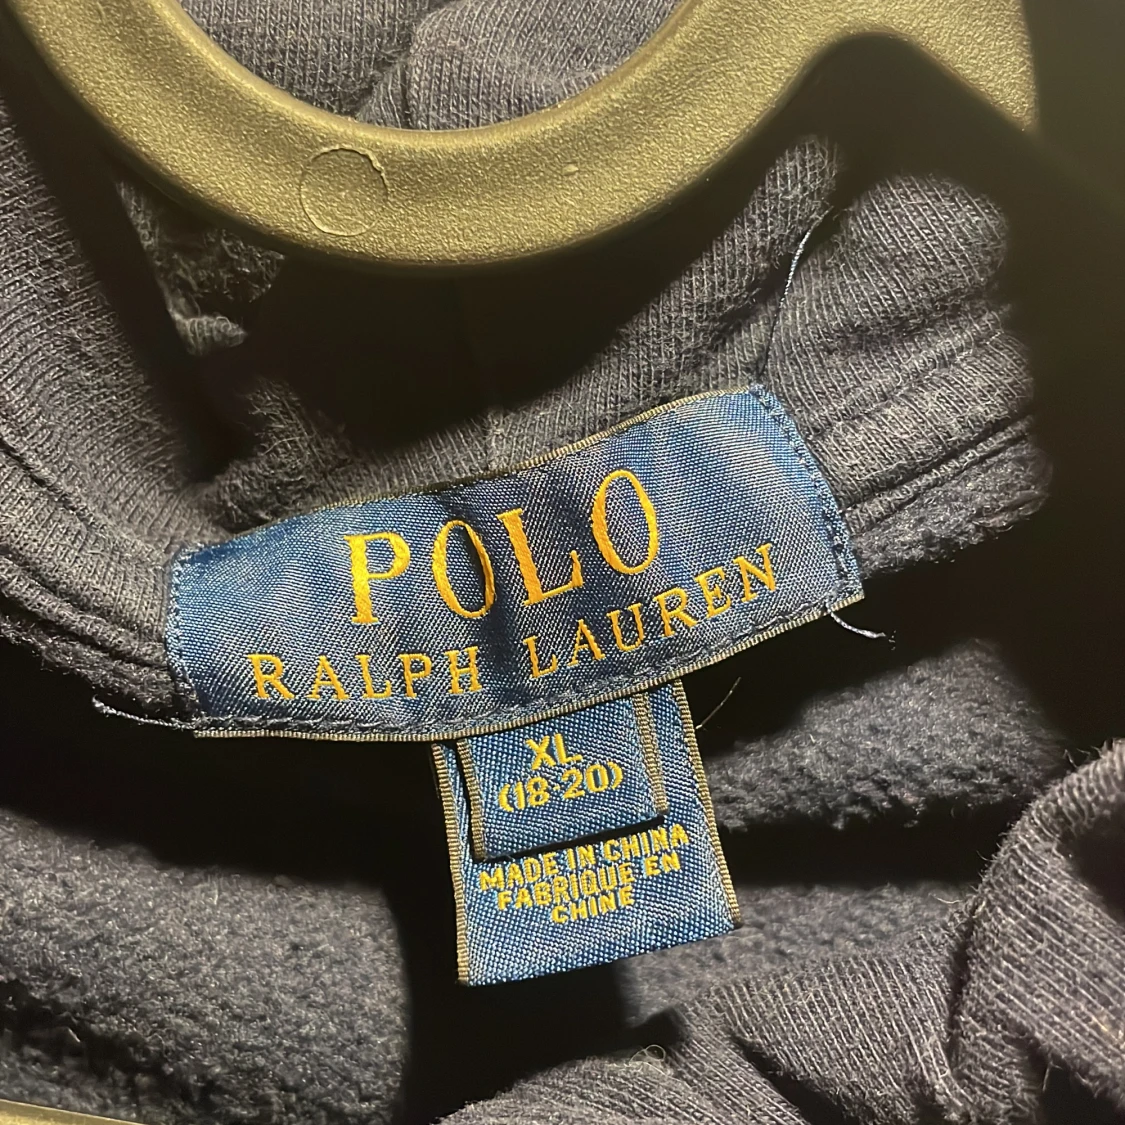 POLO
RALPH LAUREN
XL
(18-20)
MADE IN CHINA
FABRIQUE EN
CHINE